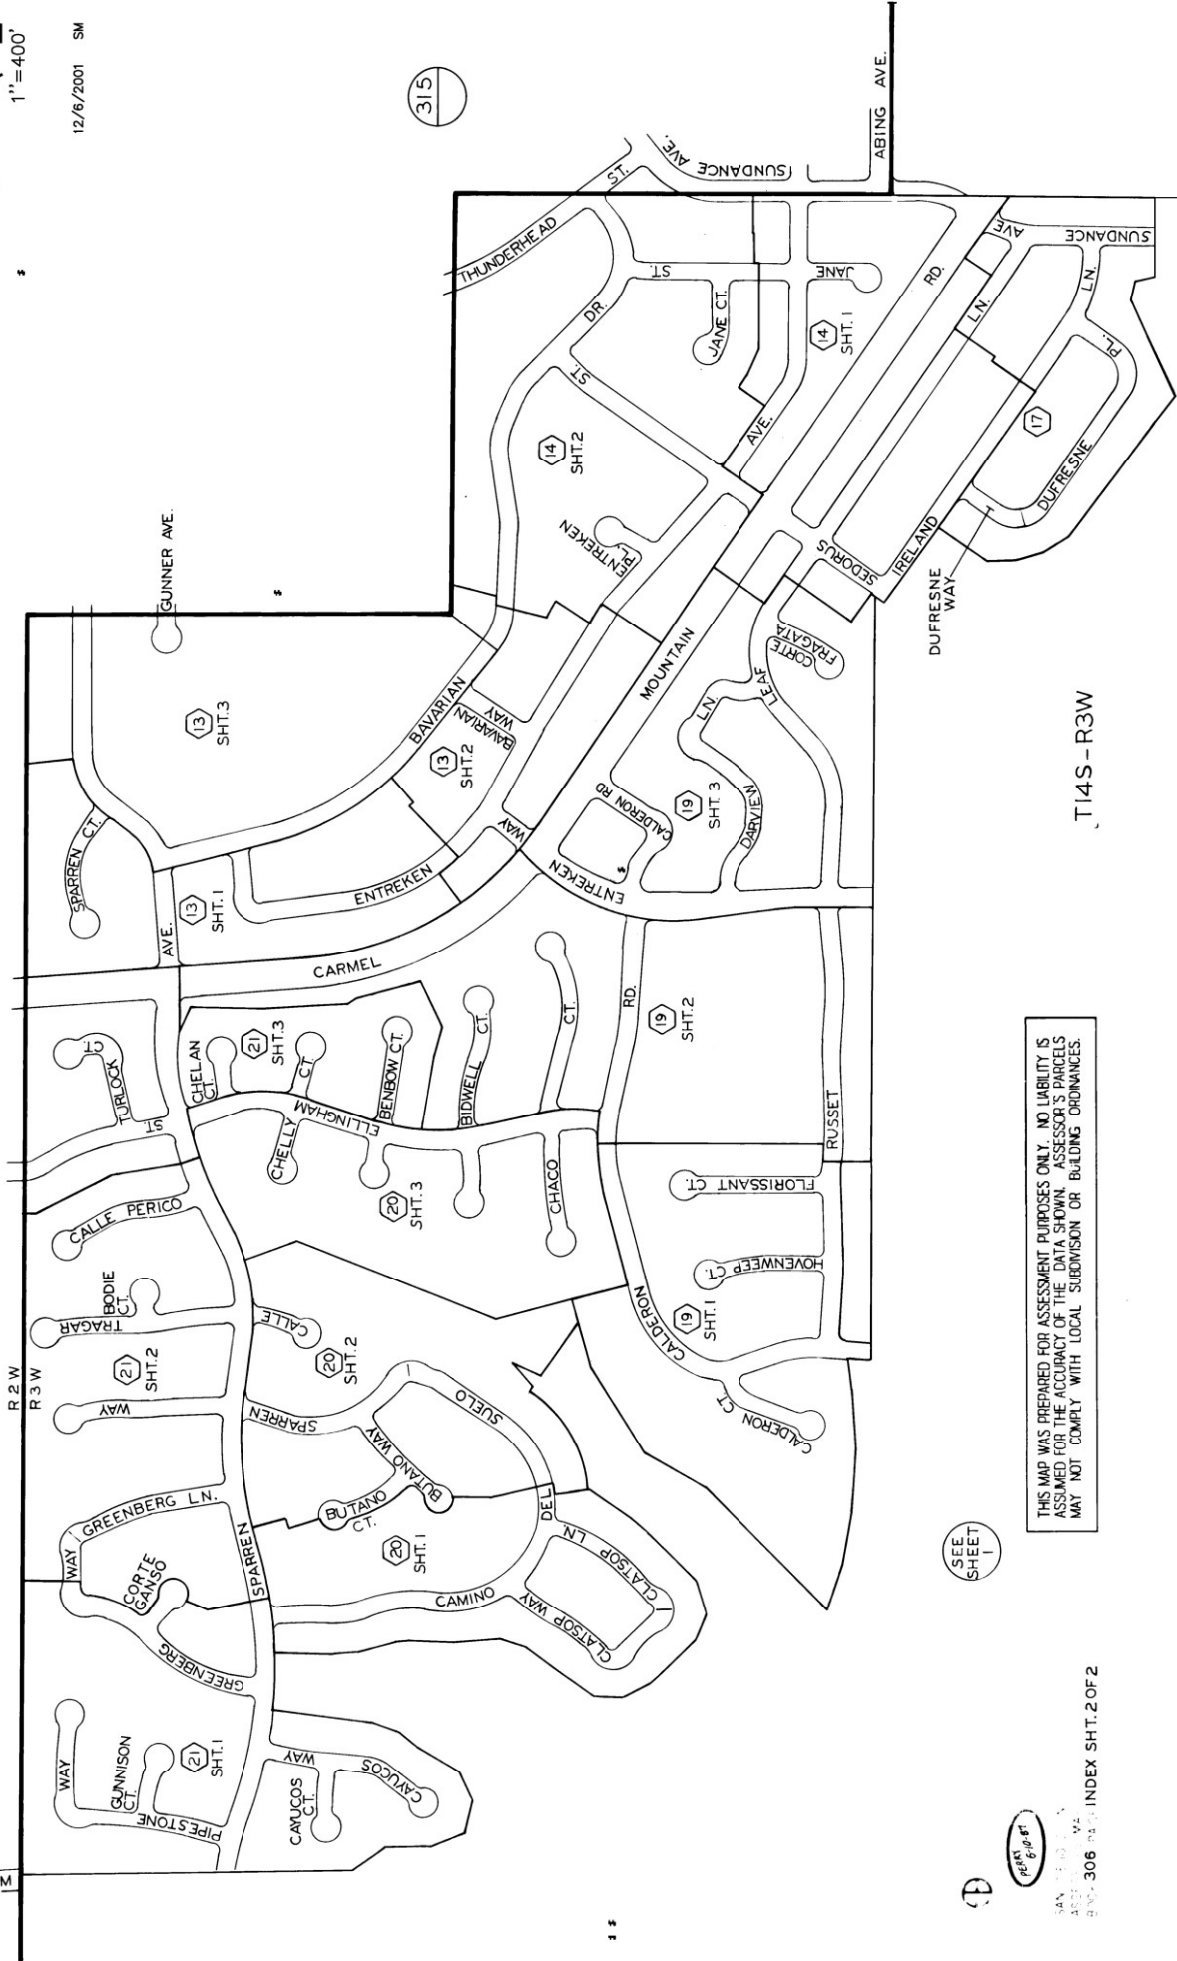 1"=400'
12/6/2001 SM
315
ABING AVE.
SUNDANCE AVE.
THUNDERHEAD ST.
GUNNER AVE.
JANE CT.
ST.
JANE
DR.
ST.
14
SHT. 1
14
SHT. 2
AVE.
RD.
LN.
AVE
SUNDANCE
LN.
PL.
17
DUFRESNE
DUFRESNE
WAY
IRELAND
SEDORUS
ENTREKEN
PL.
MOUNTAIN
CORTE
FRAGATA
LEAF
LN.
DARVIEW
CALDERON RD
19
SHT. 3
BAVARIAN
BAVARIAN
WAY
13
SHT. 2
13
SHT. 3
SPARREN CT.
AVE.
13
SHT. 1
ENTREKEN
WAY
ENTREKEN
CARMEL
RD.
19
SHT. 2
RUSSET
T14S-R3W
TURLOCK
CT.
ST.
CHELAN
CT.
21
SHT. 3
CT.
CHELLY
ELLINGHAM
BENBOW CT.
BIDWELL CT.
CT.
CHACO
20
SHT. 3
FLORISSANT CT.
HOVENWEEP CT.
19
SHT. 1
CALDERON
CALDERON CT.
CALLE PERICO
BODIE
CT.
TRAGAR
CALLE
21
SHT. 2
20
SHT. 2
R2W
R3W
WAY
SPARREN
SUELO
BUTANO WAY
BUTANO
CT.
DEL
20
SHT. 1
GREENBERG LN.
WAY
CORTE
GANSO
SPARREN
CAMINO
CLATSOP LN.
CLATSOP WAY
GREENBERG
WAY
GUNNISON
CT.
21
SHT. 1
PIPESTONE
WAY
CAYUCOS
CT.
CAYUCOS
M
SEE
SHEET
1
THIS MAP WAS PREPARED FOR ASSESSMENT PURPOSES ONLY. NO LIABILITY IS
ASSUMED FOR THE ACCURACY OF THE DATA SHOWN. ASSESSOR'S PARCELS
MAY NOT COMPLY WITH LOCAL SUBDIVISION OR BUILDING ORDINANCES.
PERRY
6-10-87
306 INDEX SHT. 2 OF 2